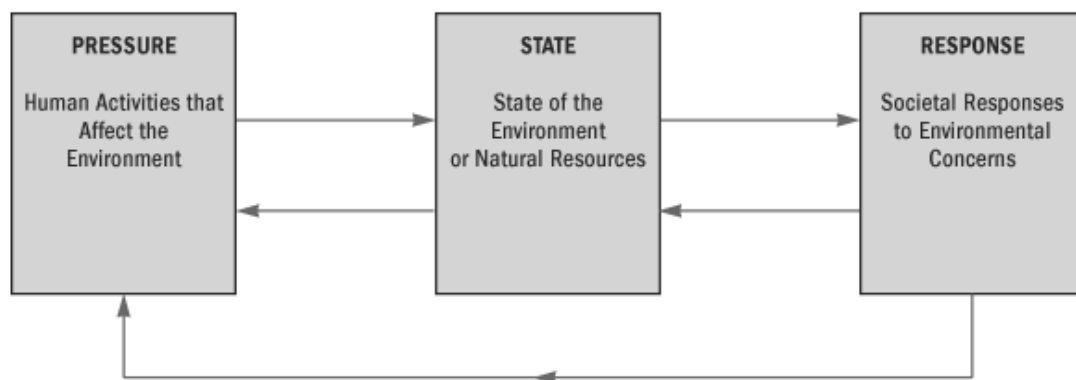 PRESSURE
Human Activities that
Affect the
Environment
STATE
State of the
Environment
or Natural Resources
RESPONSE
Societal Responses
to Environmental
Concerns